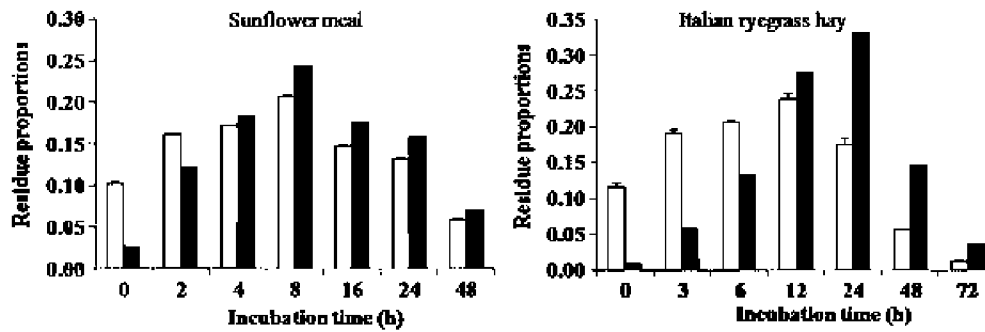 Sunflower meal
0.30
0.25
0.20
0.15
0.10
0.05
0.00
Residue proportions
0 2 4 8 16 24 48
Incubation time (h)
Italian ryegrass hay
0.35
0.30
0.25
0.20
0.15
0.10
0.05
0.00
Residue proportions
0 3 6 12 24 48 72
Incubation time (h)